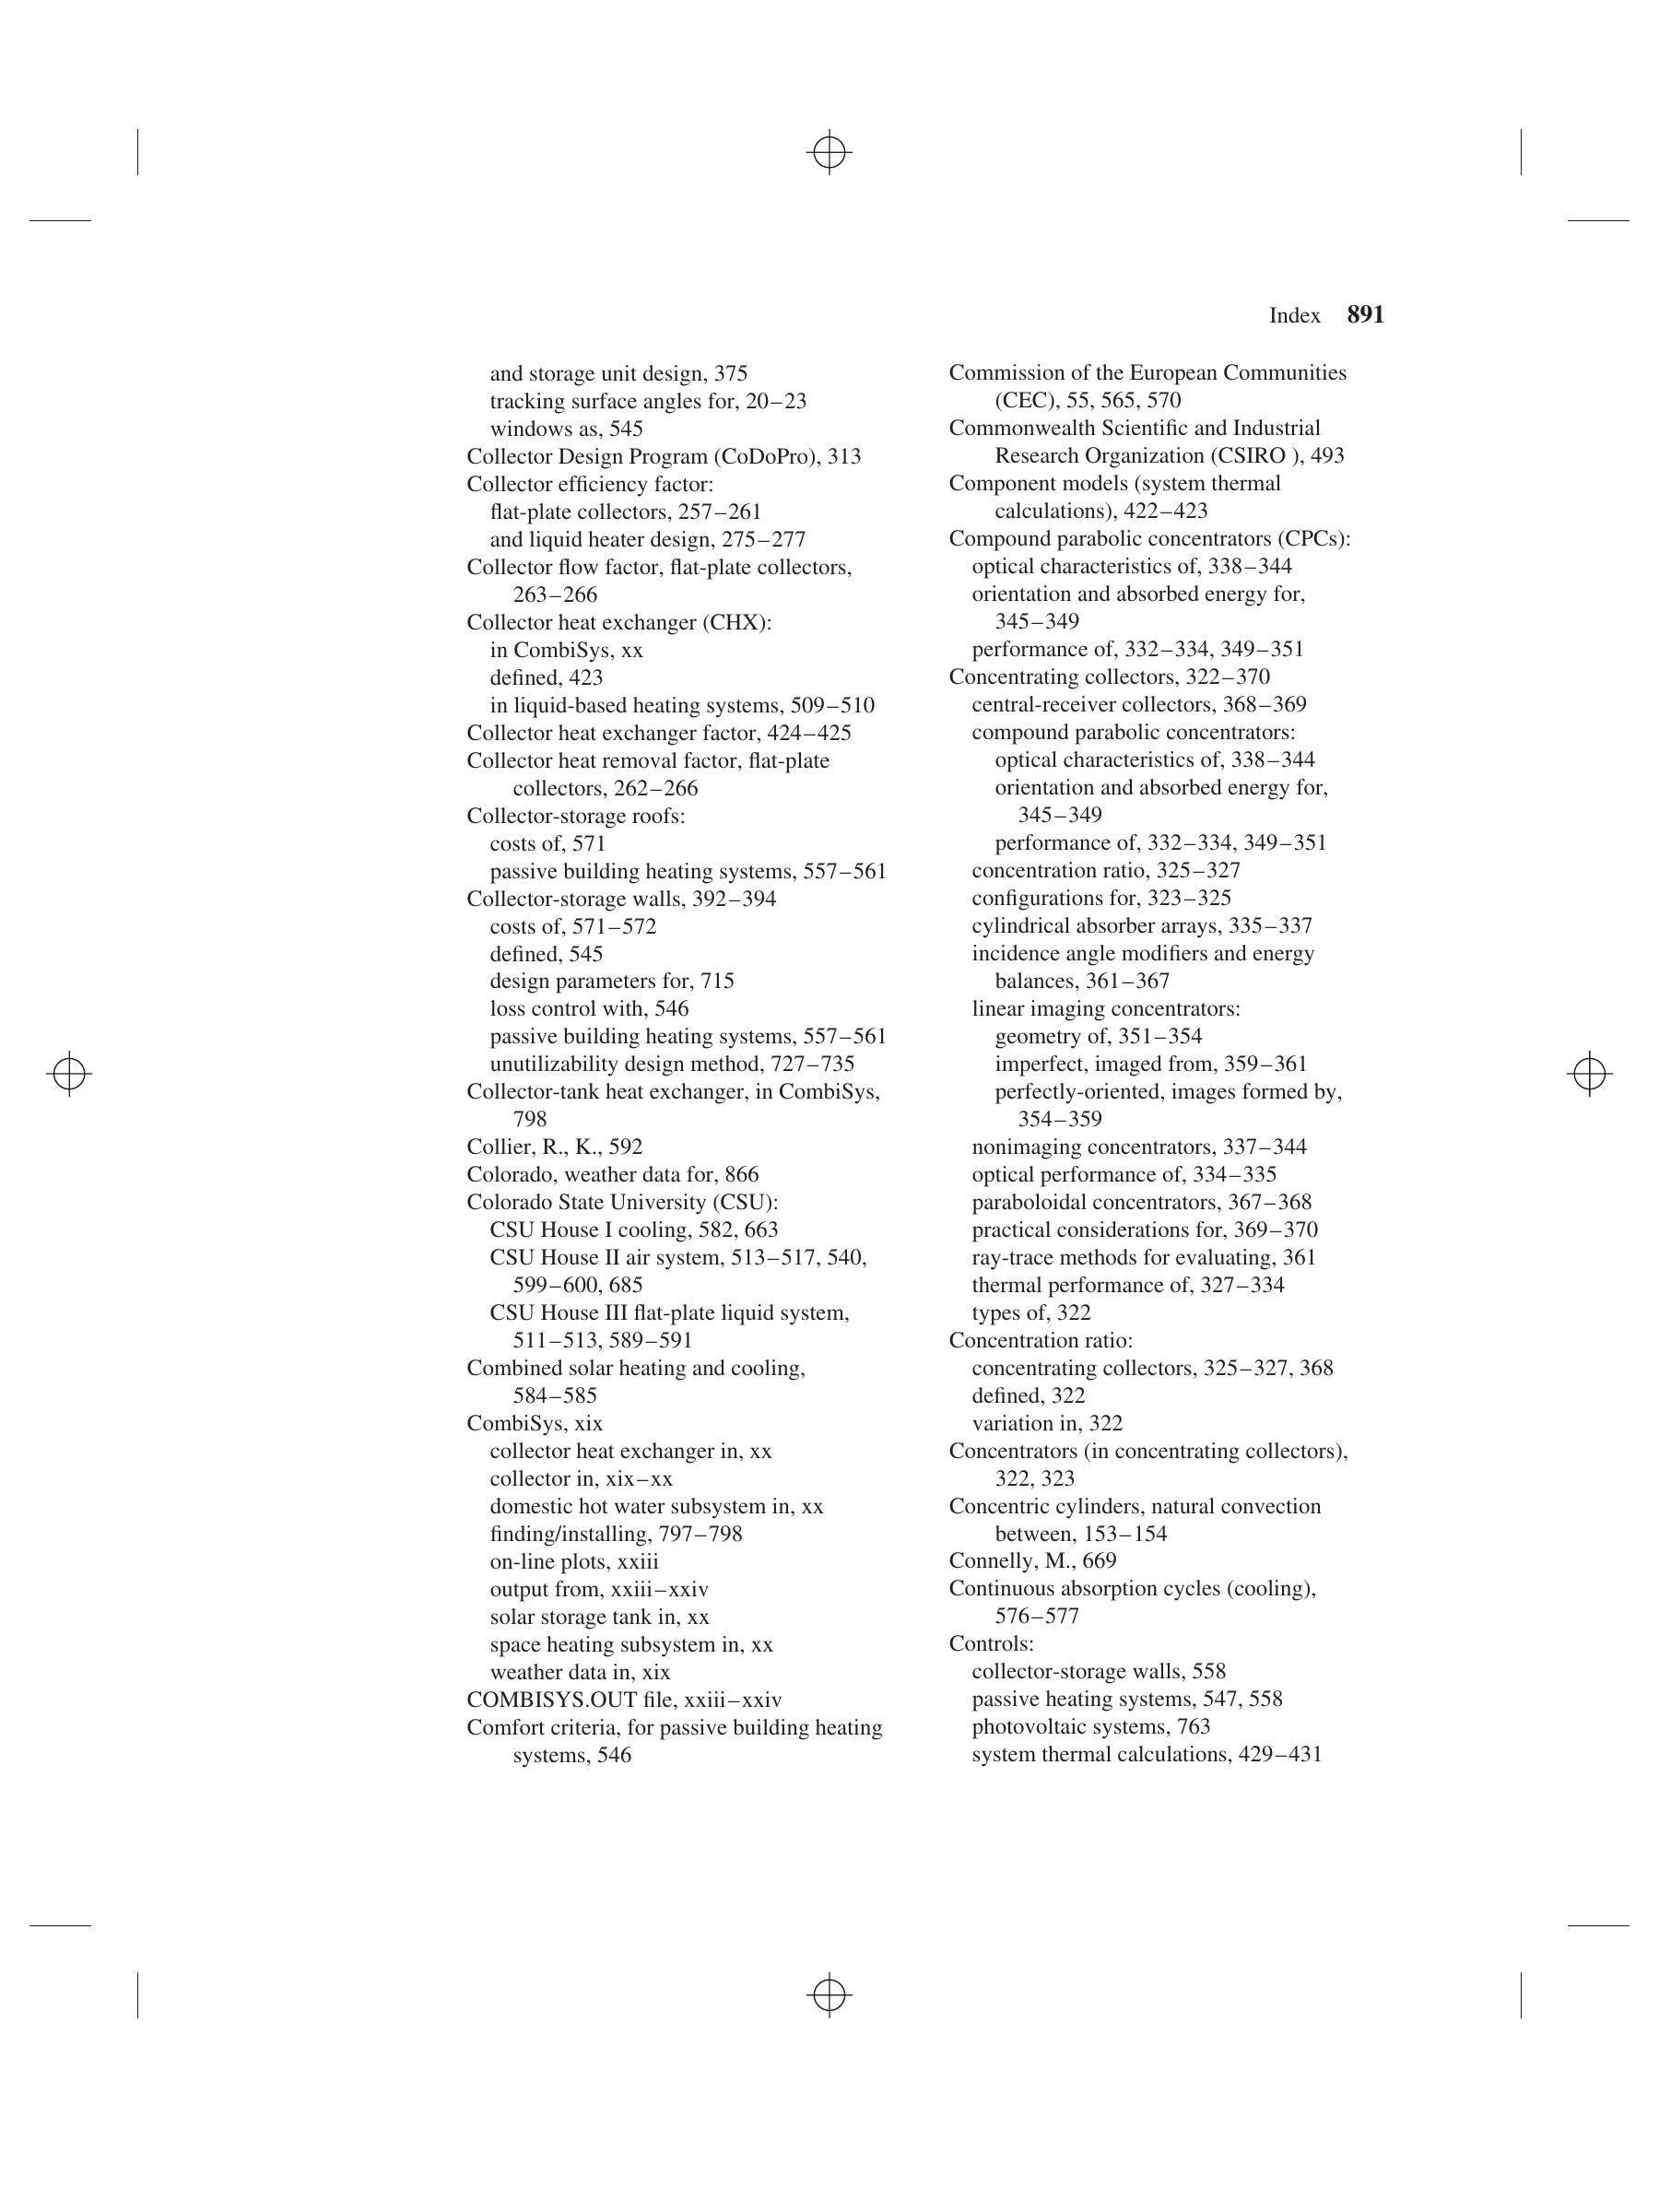 Index 891
and storage unit design, 375
tracking surface angles for, 20–23
windows as, 545
Collector Design Program (CoDoPro), 313
Collector efficiency factor:
flat-plate collectors, 257–261
and liquid heater design, 275–277
Collector flow factor, flat-plate collectors,
263–266
Collector heat exchanger (CHX):
in CombiSys, xx
defined, 423
in liquid-based heating systems, 509–510
Collector heat exchanger factor, 424–425
Collector heat removal factor, flat-plate
collectors, 262–266
Collector-storage roofs:
costs of, 571
passive building heating systems, 557–561
Collector-storage walls, 392–394
costs of, 571–572
defined, 545
design parameters for, 715
loss control with, 546
passive building heating systems, 557–561
unutilizability design method, 727–735
Collector-tank heat exchanger, in CombiSys,
798
Collier, R., K., 592
Colorado, weather data for, 866
Colorado State University (CSU):
CSU House I cooling, 582, 663
CSU House II air system, 513–517, 540,
599–600, 685
CSU House III flat-plate liquid system,
511–513, 589–591
Combined solar heating and cooling,
584–585
CombiSys, xix
collector heat exchanger in, xx
collector in, xix–xx
domestic hot water subsystem in, xx
finding/installing, 797–798
on-line plots, xxiii
output from, xxiii–xxiv
solar storage tank in, xx
space heating subsystem in, xx
weather data in, xix
COMBISYS.OUT file, xxiii–xxiv
Comfort criteria, for passive building heating
systems, 546
Commission of the European Communities
(CEC), 55, 565, 570
Commonwealth Scientific and Industrial
Research Organization (CSIRO ), 493
Component models (system thermal
calculations), 422–423
Compound parabolic concentrators (CPCs):
optical characteristics of, 338–344
orientation and absorbed energy for,
345–349
performance of, 332–334, 349–351
Concentrating collectors, 322–370
central-receiver collectors, 368–369
compound parabolic concentrators:
optical characteristics of, 338–344
orientation and absorbed energy for,
345–349
performance of, 332–334, 349–351
concentration ratio, 325–327
configurations for, 323–325
cylindrical absorber arrays, 335–337
incidence angle modifiers and energy
balances, 361–367
linear imaging concentrators:
geometry of, 351–354
imperfect, imaged from, 359–361
perfectly-oriented, images formed by,
354–359
nonimaging concentrators, 337–344
optical performance of, 334–335
paraboloidal concentrators, 367–368
practical considerations for, 369–370
ray-trace methods for evaluating, 361
thermal performance of, 327–334
types of, 322
Concentration ratio:
concentrating collectors, 325–327, 368
defined, 322
variation in, 322
Concentrators (in concentrating collectors),
322, 323
Concentric cylinders, natural convection
between, 153–154
Connelly, M., 669
Continuous absorption cycles (cooling),
576–577
Controls:
collector-storage walls, 558
passive heating systems, 547, 558
photovoltaic systems, 763
system thermal calculations, 429–431